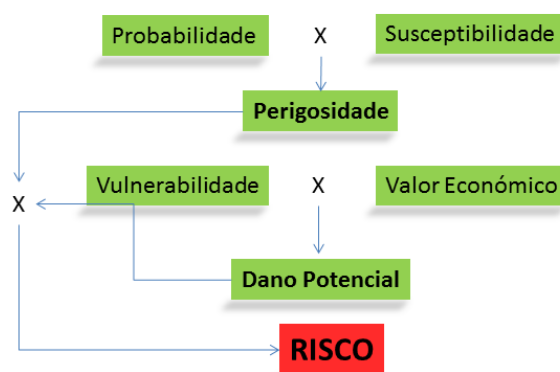 Probabilidade X Susceptibilidade
Perigosidade
Vulnerabilidade X Valor Económico
X
Dano Potencial
RISCO